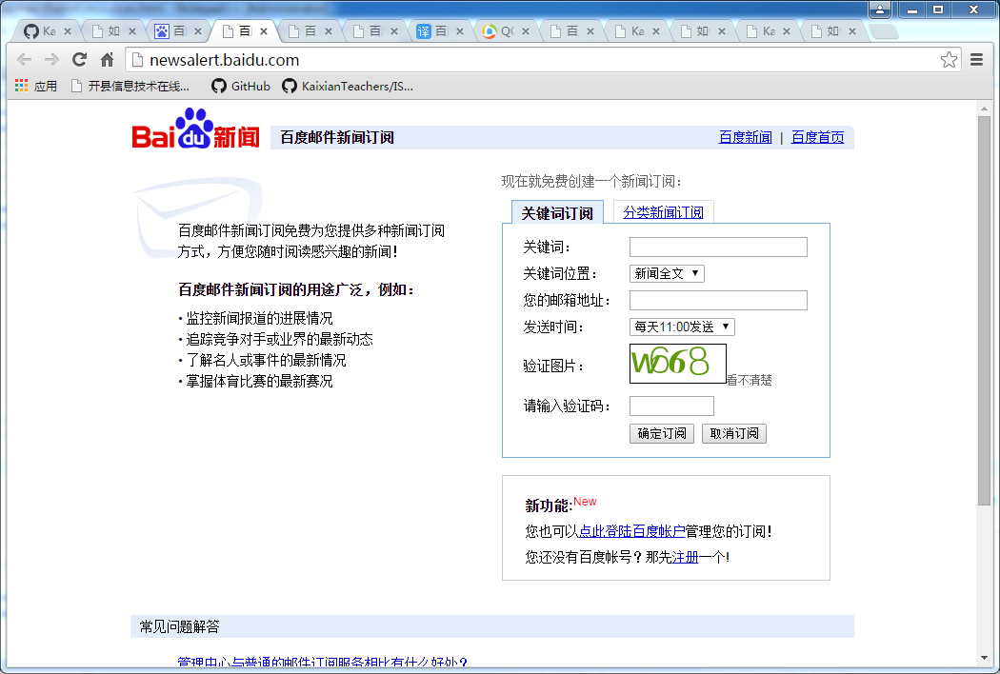 Ka
如
百
百
百
百
译
百
Q
百
Ka
如
Ka
如
newsalert.baidu.com
应用
开县信息技术在线...
GitHub
KaixianTeachers/IS...
Bai du 新闻
百度邮件新闻订阅
百度新闻 | 百度首页
现在就免费创建一个新闻订阅：
关键词订阅
分类新闻订阅
百度邮件新闻订阅免费为您提供多种新闻订阅
方式，方便您随时阅读感兴趣的新闻！
百度邮件新闻订阅的用途广泛，例如：
• 监控新闻报道的进展情况
• 追踪竞争对手或业界的最新动态
• 了解名人或事件的最新情况
• 掌握体育比赛的最新赛况
关键词：
关键词位置：
新闻全文
您的邮箱地址：
发送时间：
每天11:00发送
验证图片：
W668
看不清楚
请输入验证码：
确定订阅
取消订阅
新功能:New
您也可以点此登陆百度帐户管理您的订阅！
您还没有百度帐号？那先注册一个!
常见问题解答
管理中心与普通的邮件订阅服务相比有什么好处？